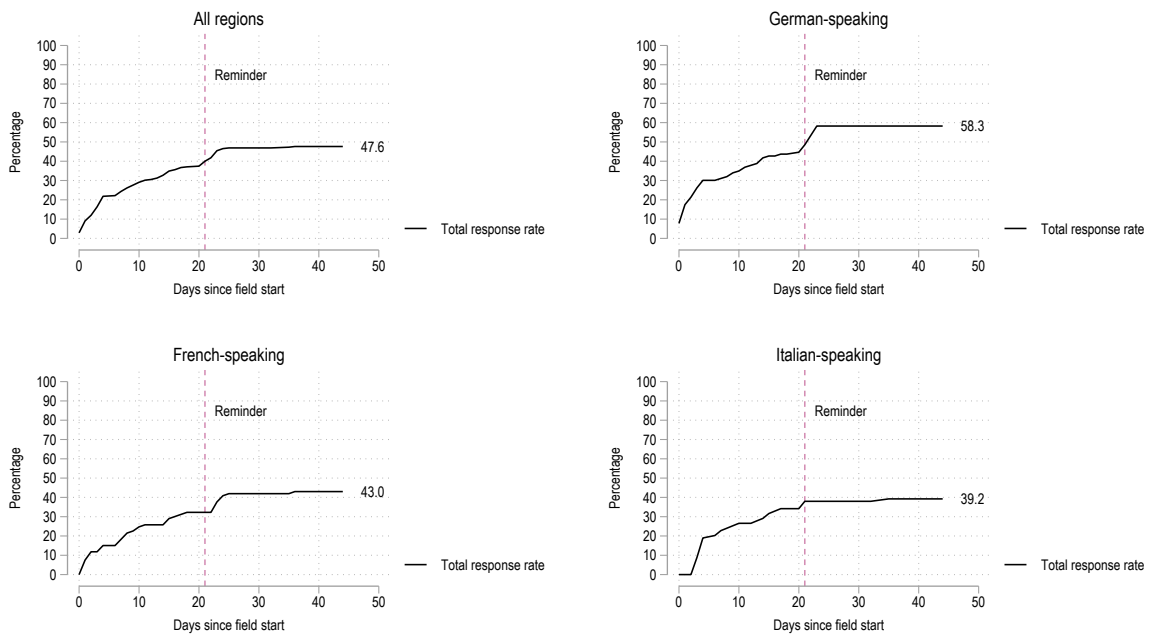 All regions
100
90
80
70
60
50
40
30
20
10
0
Percentage
Reminder
47.6
Total response rate
0 10 20 30 40 50
Days since field start
German-speaking
100
90
80
70
60
50
40
30
20
10
0
Percentage
Reminder
58.3
Total response rate
0 10 20 30 40 50
Days since field start
French-speaking
100
90
80
70
60
50
40
30
20
10
0
Percentage
Reminder
43.0
Total response rate
0 10 20 30 40 50
Days since field start
Italian-speaking
100
90
80
70
60
50
40
30
20
10
0
Percentage
Reminder
39.2
Total response rate
0 10 20 30 40 50
Days since field start